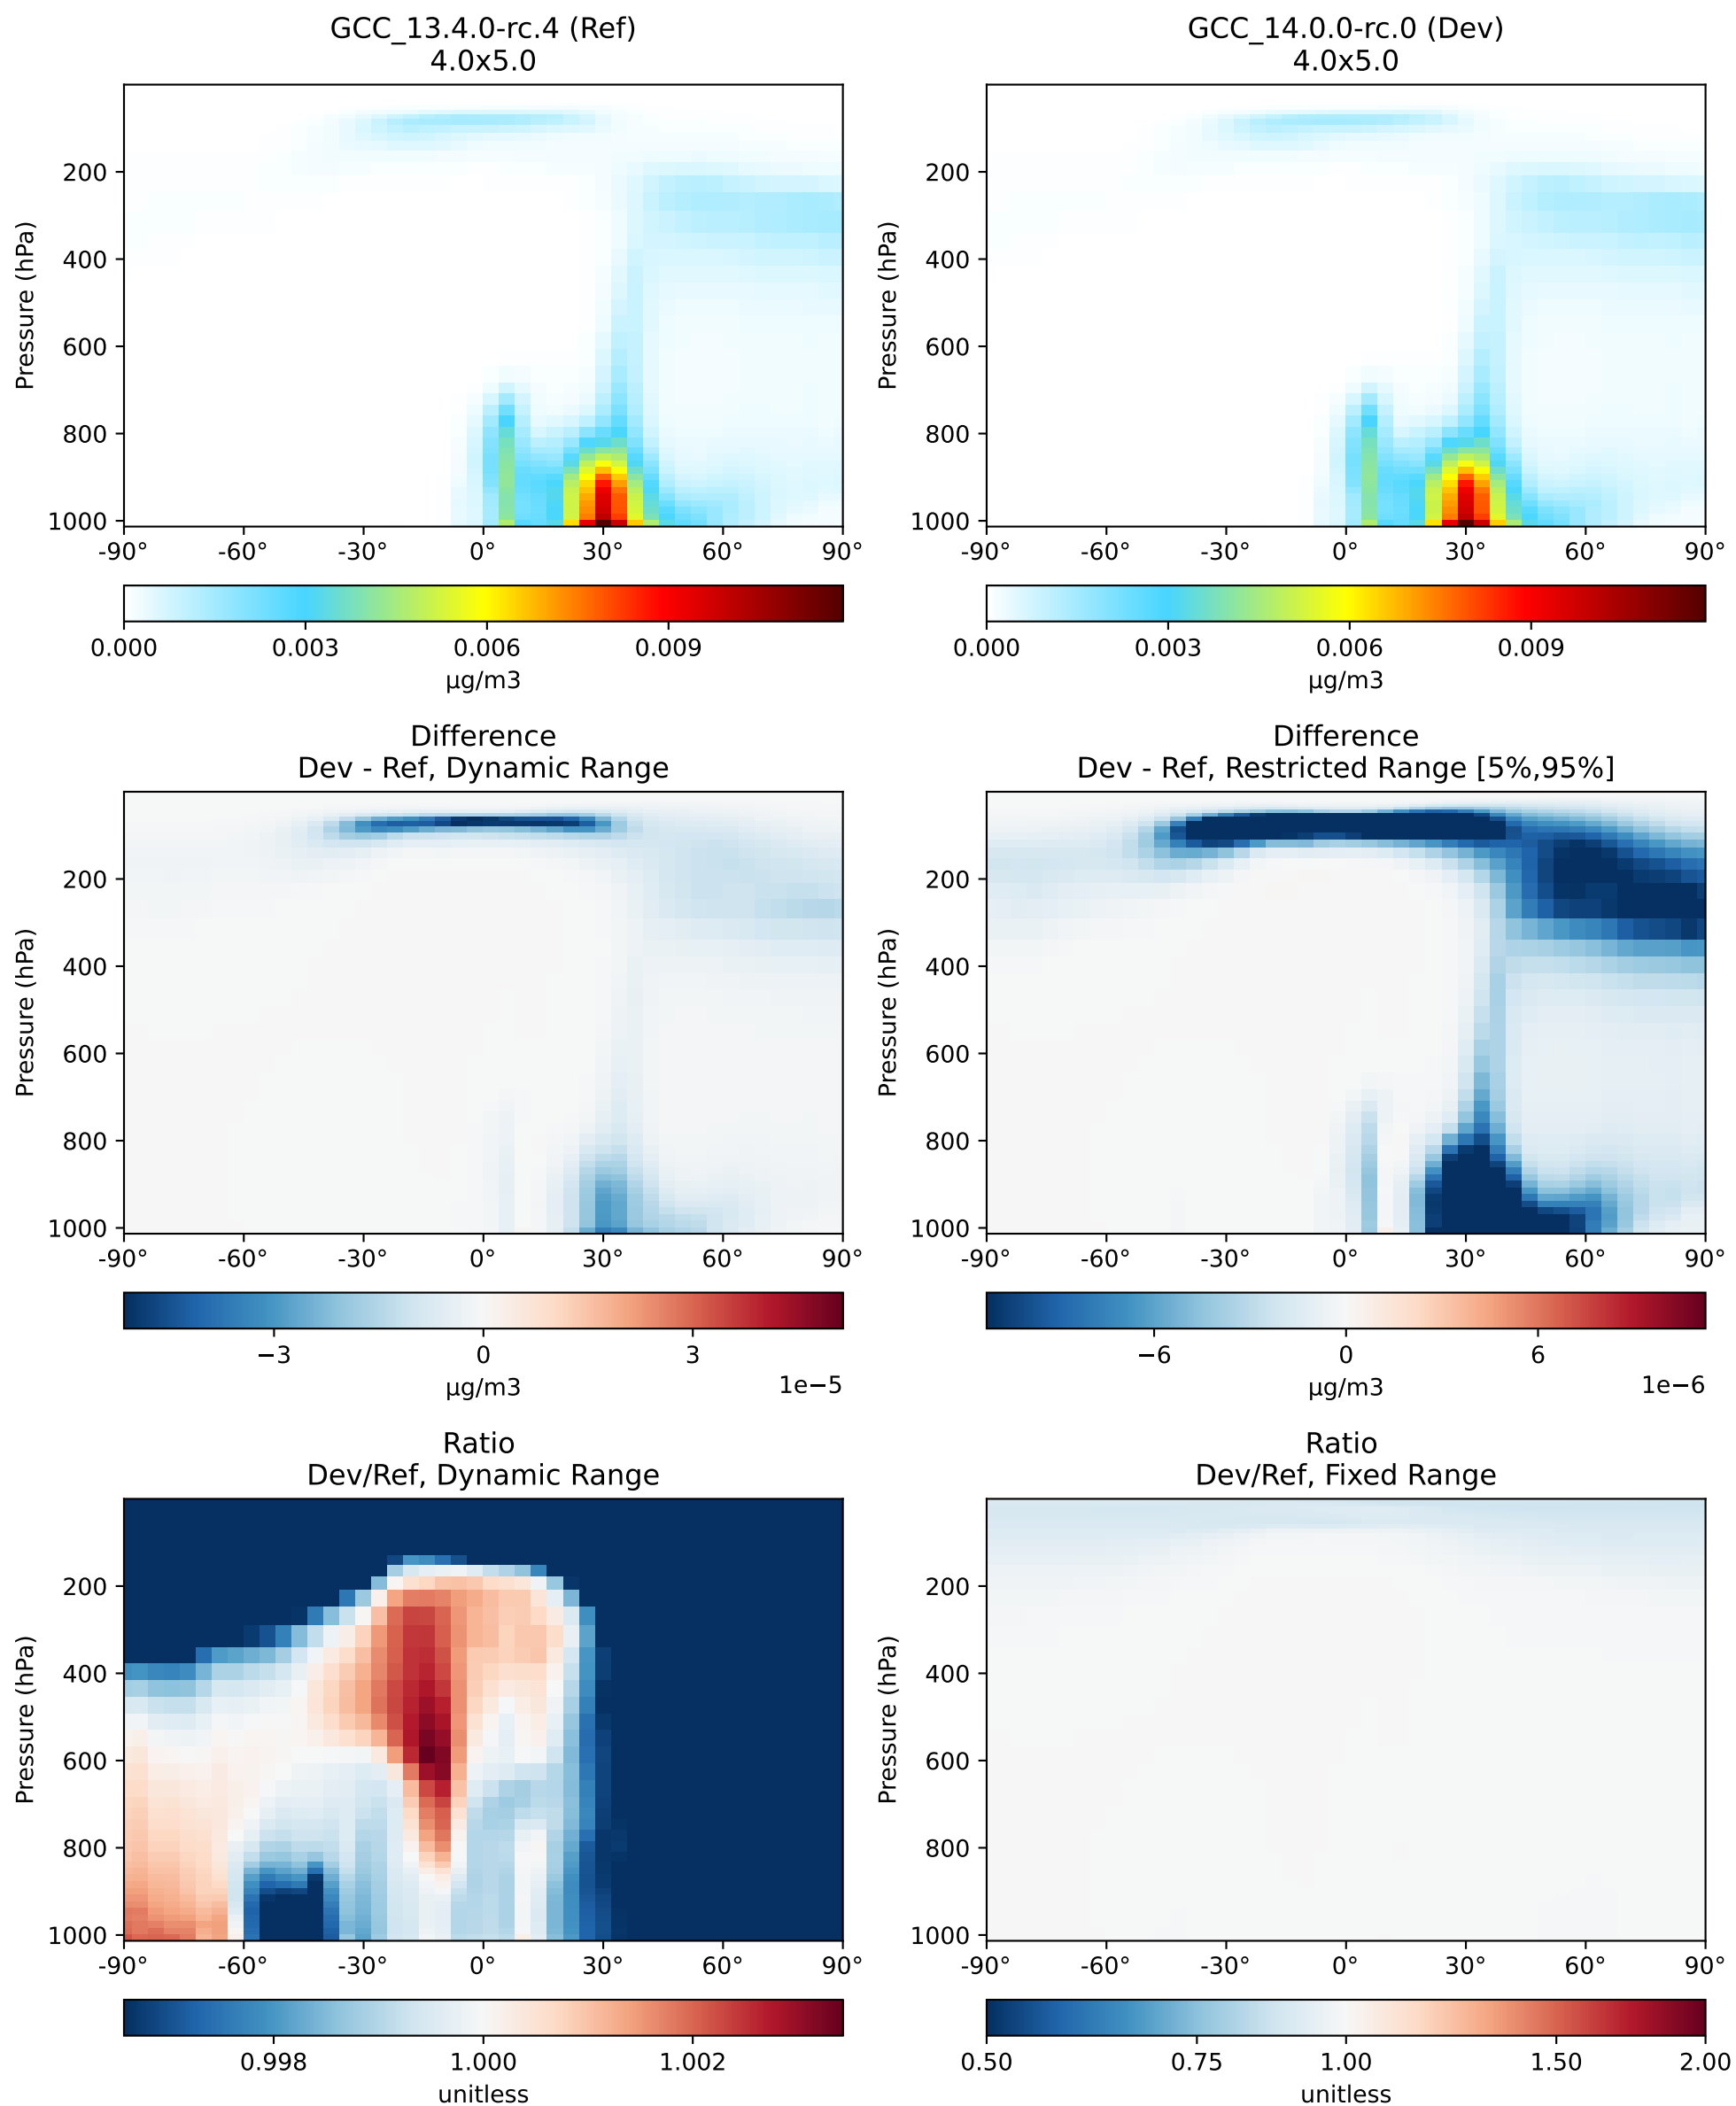 GCC_13.4.0-rc.4 (Ref)
4.0x5.0
Pressure (hPa)
200
400
600
800
1000
-90° -60° -30° 0° 30° 60° 90°
0.000 0.003 0.006 0.009
µg/m3
GCC_14.0.0-rc.0 (Dev)
4.0x5.0
Pressure (hPa)
200
400
600
800
1000
-90° -60° -30° 0° 30° 60° 90°
0.000 0.003 0.006 0.009
µg/m3
Difference
Dev - Ref, Dynamic Range
Pressure (hPa)
200
400
600
800
1000
-90° -60° -30° 0° 30° 60° 90°
−3 0 3
µg/m3 1e−5
Difference
Dev - Ref, Restricted Range [5%,95%]
Pressure (hPa)
200
400
600
800
1000
-90° -60° -30° 0° 30° 60° 90°
−6 0 6
µg/m3 1e−6
Ratio
Dev/Ref, Dynamic Range
Pressure (hPa)
200
400
600
800
1000
-90° -60° -30° 0° 30° 60° 90°
0.998 1.000 1.002
unitless
Ratio
Dev/Ref, Fixed Range
Pressure (hPa)
200
400
600
800
1000
-90° -60° -30° 0° 30° 60° 90°
0.50 0.75 1.00 1.50 2.00
unitless